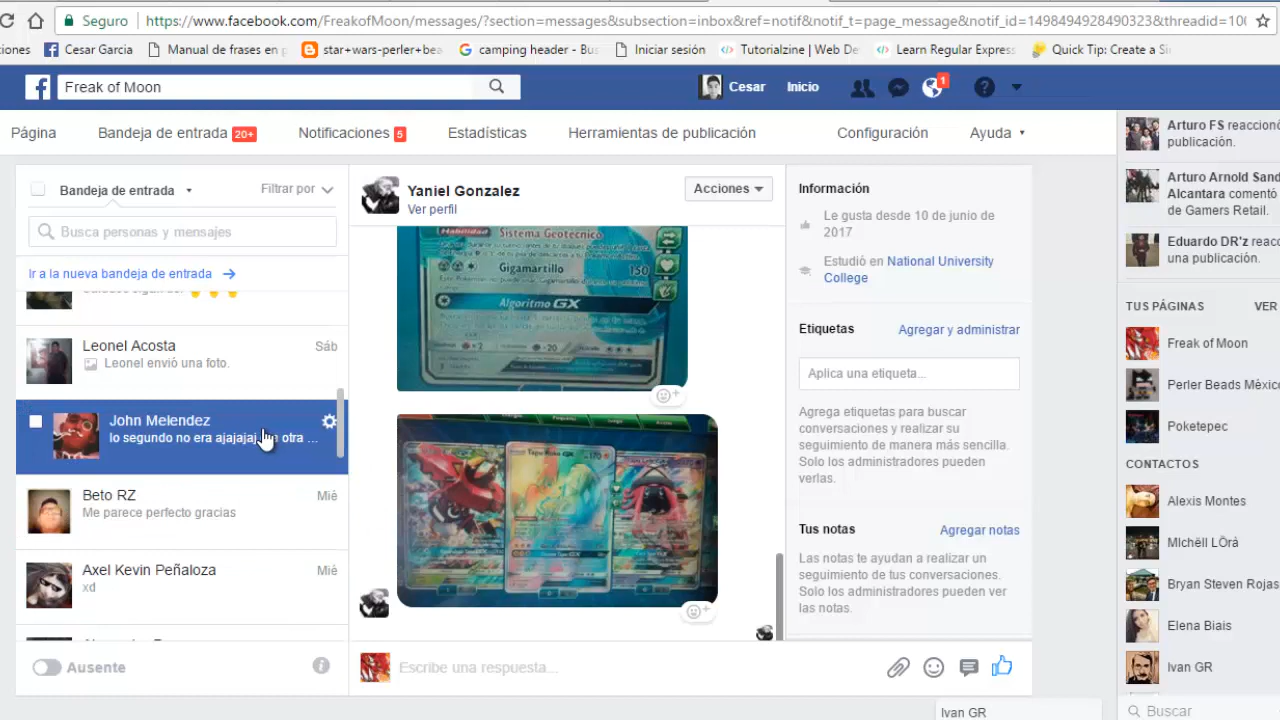 Seguro https://www.facebook.com/FreakofMoon/messages/?section=messages&subsection=inbox&ref=notif&notif_t=page_message&notif_id=1498494928490323&threadid=100
ones Cesar Garcia Manual de frases en p star+wars-perler+bea camping header - Bus Iniciar sesión Tutorialzine | Web De Learn Regular Express Quick Tip: Create a Si
Freak of Moon Cesar Inicio 1
Página Bandeja de entrada 20+ Notificaciones 5 Estadísticas Herramientas de publicación Configuración Ayuda
Bandeja de entrada Filtrar por
Busca personas y mensajes
Ir a la nueva bandeja de entrada
Leonel Acosta Sáb
Leonel envió una foto.
John Melendez
lo segundo no era ajajajaj otra ...
Beto RZ Mié
Me parece perfecto gracias
Axel Kevin Peñaloza Mié
xd
Ausente
Yaniel Gonzalez
Ver perfil
Acciones
Habilidad Sistema Geotécnico
Gigamartillo 150
Algoritmo GX
Escribe una respuesta...
Información
Le gusta desde 10 de junio de
2017
Estudió en National University
College
Etiquetas Agregar y administrar
Aplica una etiqueta...
Agrega etiquetas para buscar
conversaciones y realizar su
seguimiento de manera más sencilla.
Solo los administradores pueden
verlas.
Tus notas Agregar notas
Las notas te ayudan a realizar un
seguimiento de tus conversaciones.
Solo los administradores pueden ver
las notas.
Arturo FS reaccionó
publicación.
Arturo Arnold Sand
Alcantara comentó
de Gamers Retail.
Eduardo DR'z reacc
una publicación.
TUS PÁGINAS VER
Freak of Moon
Perler Beads México
Poketepec
CONTACTOS
Alexis Montes
MIchëll LÖrá
Bryan Steven Rojas
Elena Biais
Ivan GR
Ivan GR
Buscar